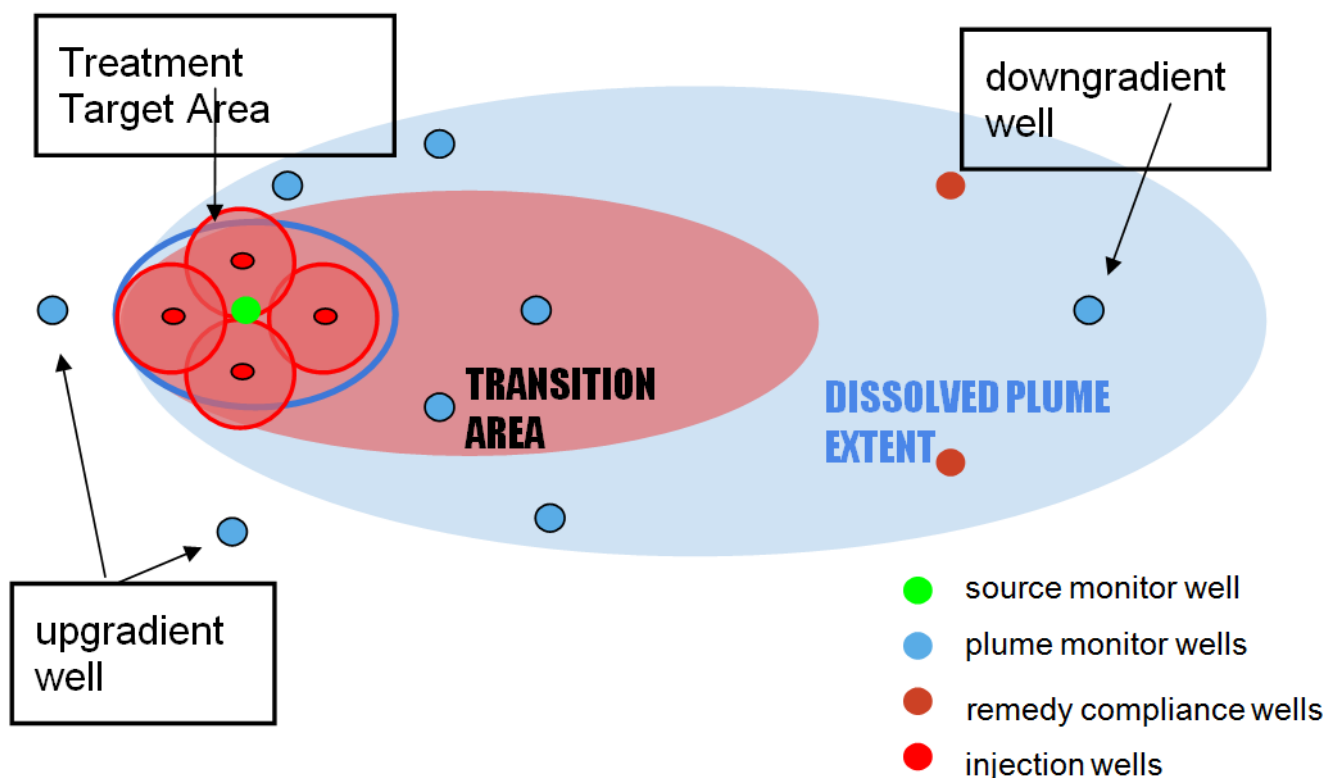 Treatment
Target Area
downgradient
well
TRANSITION
AREA
DISSOLVED PLUME
EXTENT
upgradient
well
source monitor well
plume monitor wells
remedy compliance wells
injection wells